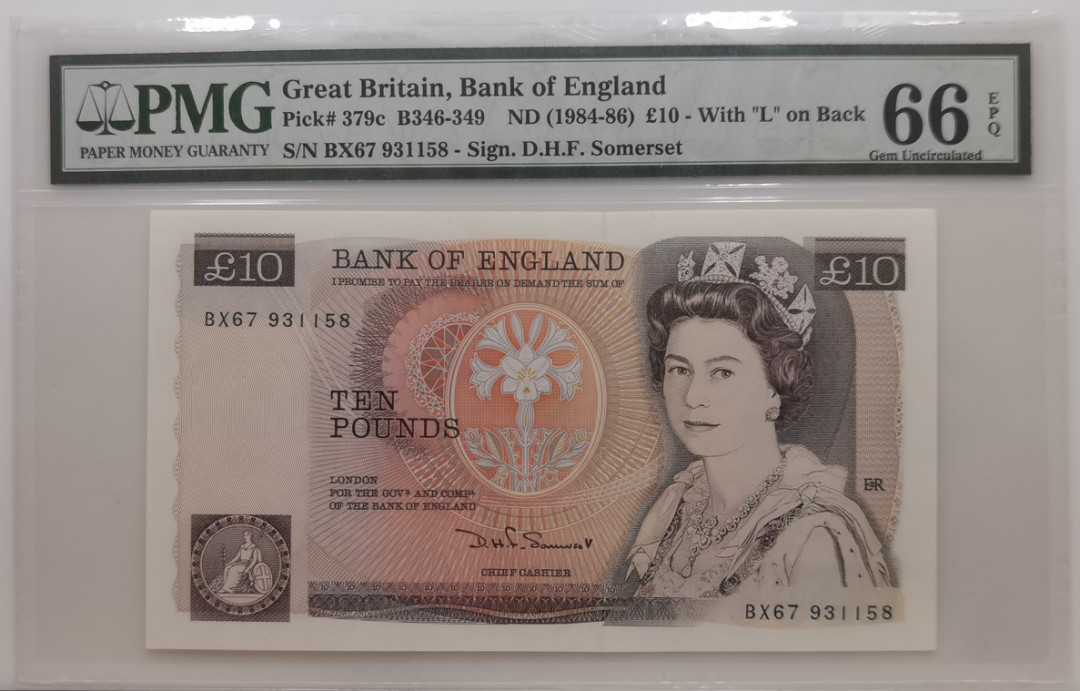 PMG
PAPER MONEY GUARANTY
Great Britain, Bank of England
Pick# 379c B346-349 ND (1984-86) £10 - With "L" on Back
S/N BX67 931158 - Sign. D.H.F. Somerset
66
EPQ
Gem Uncirculated
£10
BANK OF ENGLAND
£10
I PROMISE TO PAY THE BEARER ON DEMAND THE SUM OF
BX67 931158
TEN
POUNDS
LONDON
FOR THE GOVR AND COMPA
OF THE BANK OF ENGLAND
E·R
D.H.F. Somerset
CHIEF CASHIER
BX67 931158